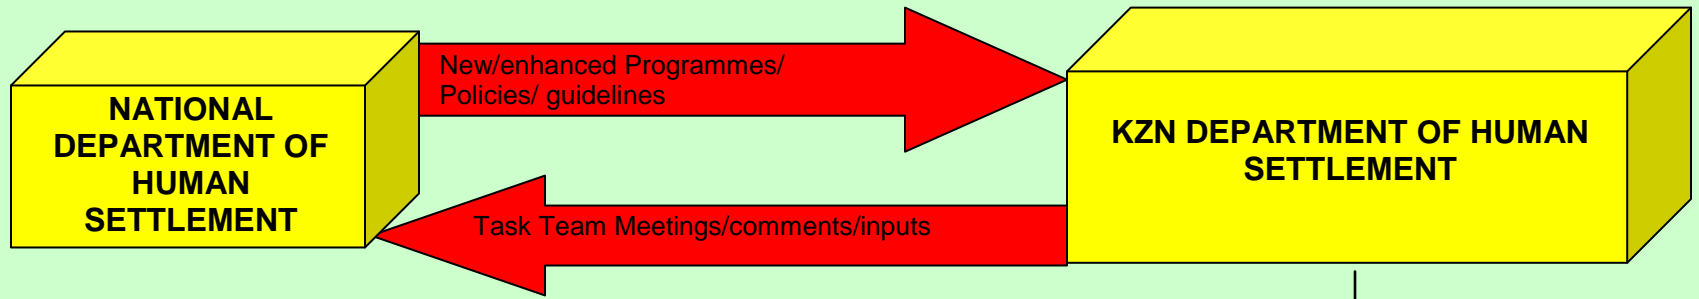 NATIONAL
DEPARTMENT OF
HUMAN
SETTLEMENT
New/enhanced Programmes/
Policies/ guidelines
Task Team Meetings/comments/inputs
KZN DEPARTMENT OF HUMAN
SETTLEMENT